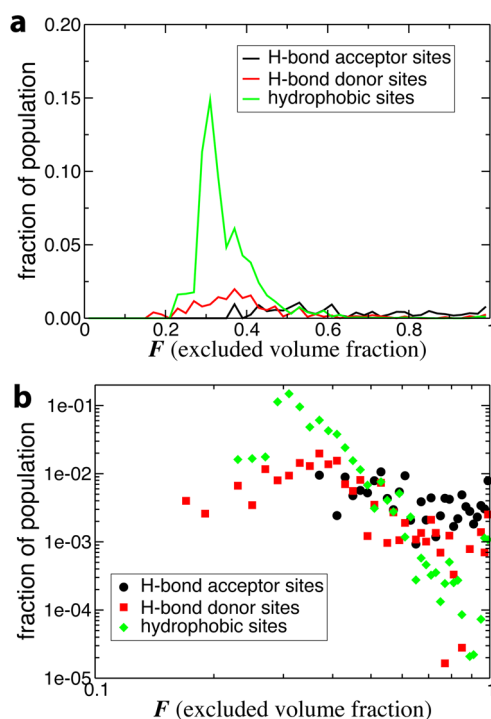 a
0.20
0.15
0.10
0.05
0.00
fraction of population
H-bond acceptor sites
H-bond donor sites
hydrophobic sites
0 0.2 0.4 0.6 0.8 1
F (excluded volume fraction)
b
1e-01
1e-02
1e-03
1e-04
1e-05
fraction of population
H-bond acceptor sites
H-bond donor sites
hydrophobic sites
0.1 1
F (excluded volume fraction)